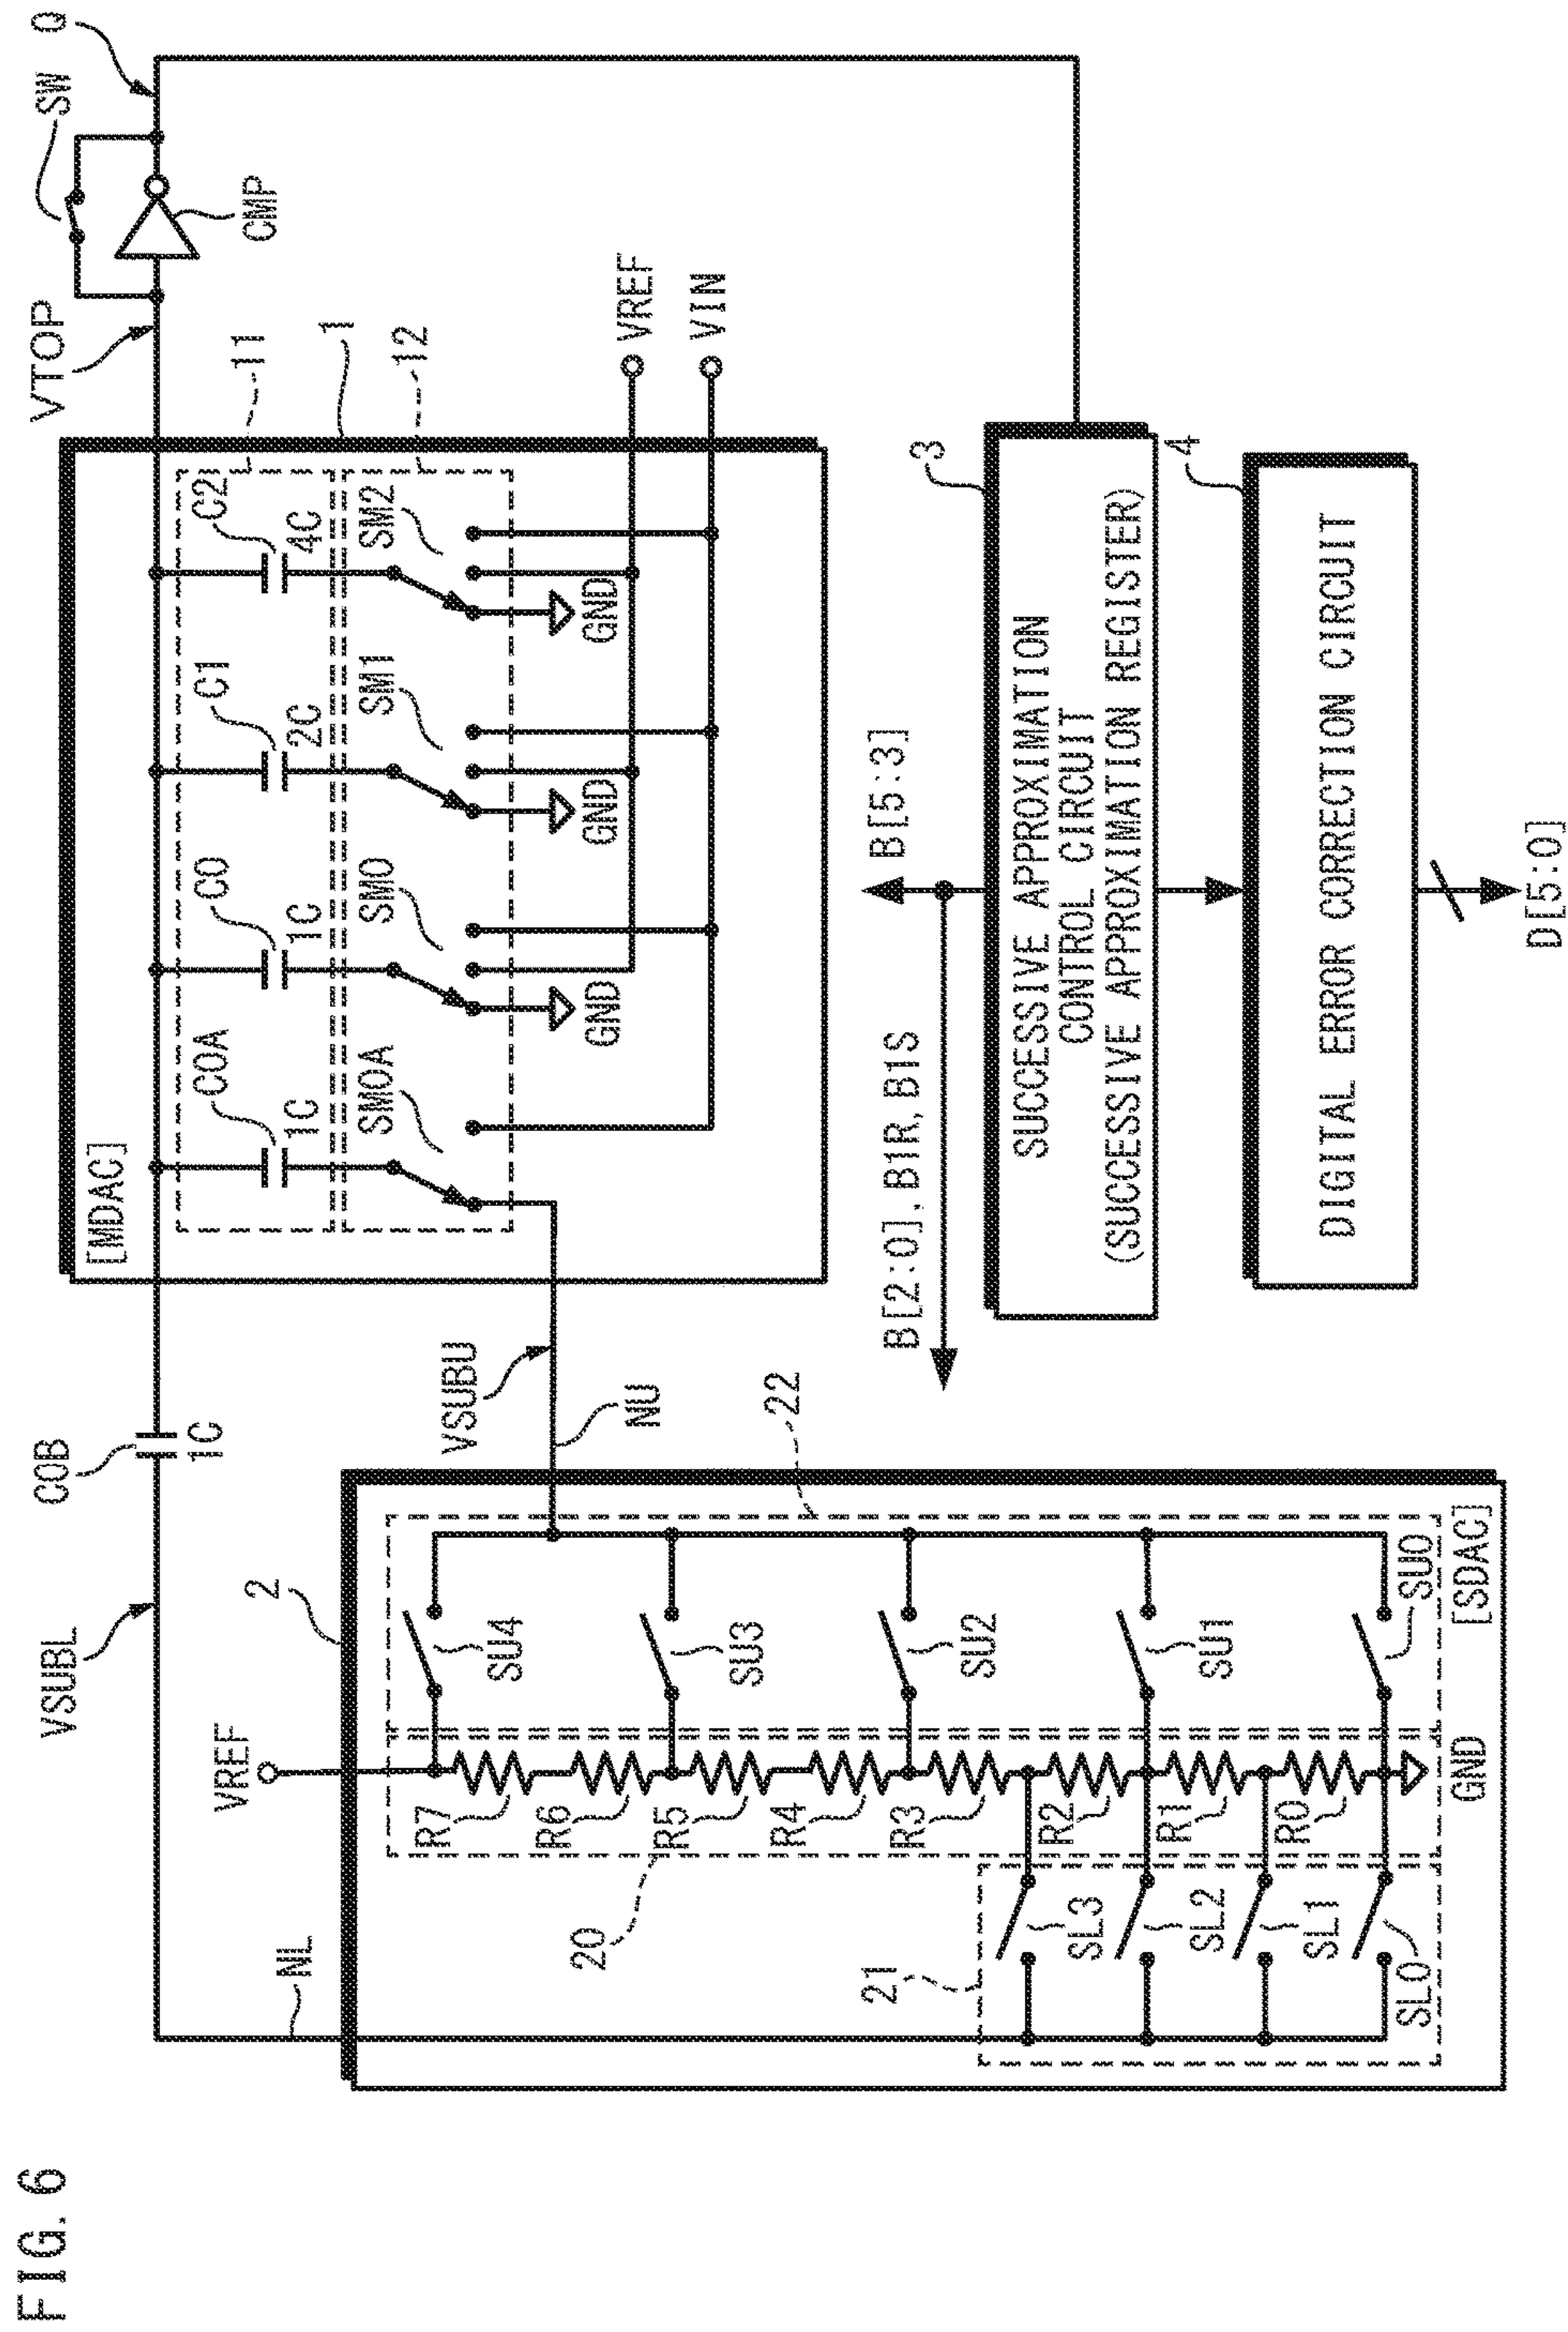 FIG. 6
VSUBL
COB
1C
VTOP
SW
Q
CMP
NL
VREF
2
[MDAC]
COA
1C
C0
1C
C1
2C
C2
4C
11
1
12
SM0A
SM0
SM1
SM2
GND
GND
GND
VREF
VIN
VSUBU
NU
22
R7
R6
R5
R4
R3
R2
R1
R0
SU4
SU3
SU2
SU1
SU0
20
21
SL3
SL2
SL1
SL0
GND
[SDAC]
B[5:3]
B[2:0], B1R, B1S
3
SUCCESSIVE APPROXIMATION
CONTROL CIRCUIT
(SUCCESSIVE APPROXIMATION REGISTER)
4
DIGITAL ERROR CORRECTION CIRCUIT
D[5:0]